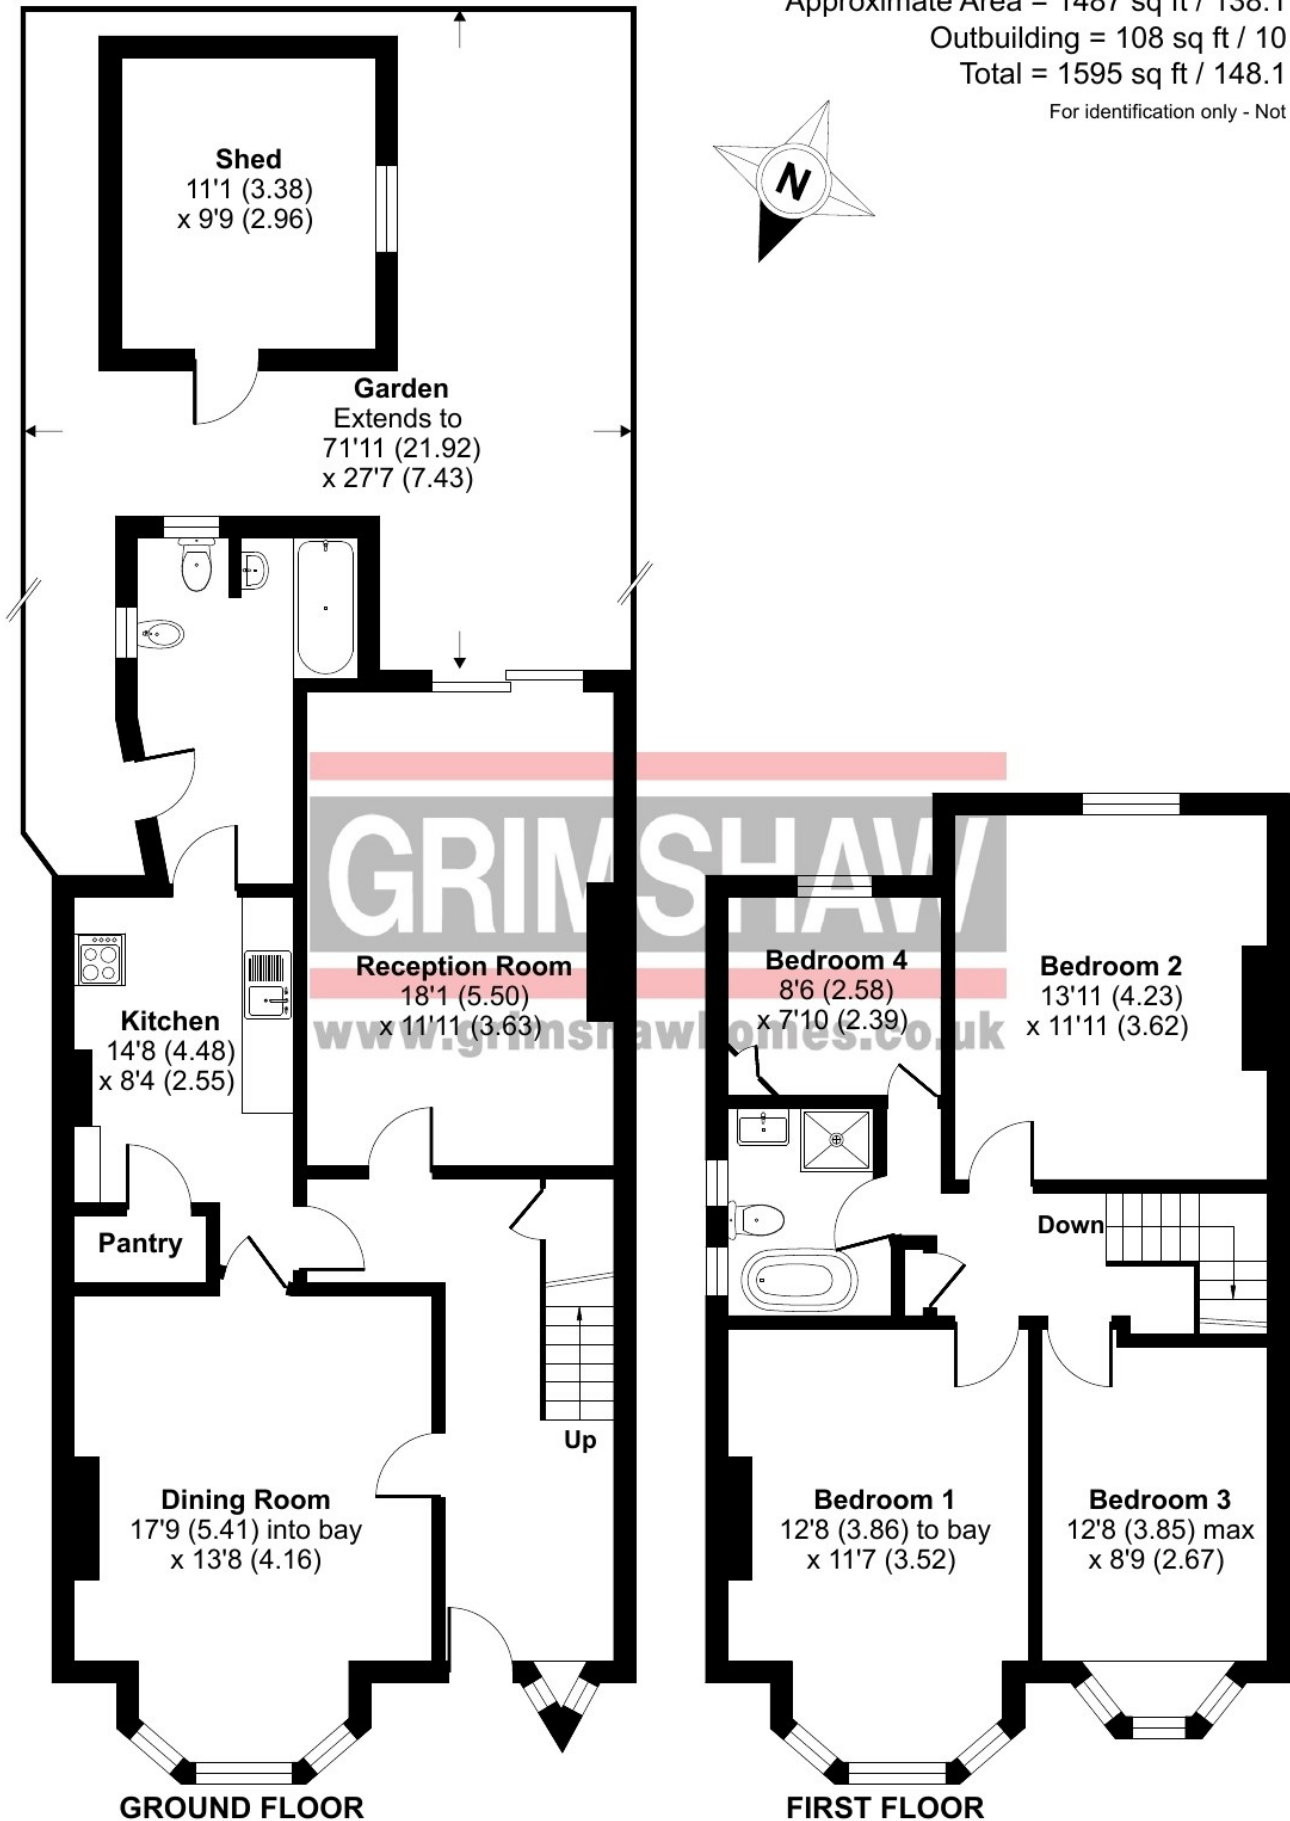 Approximate Area = 1487 sq ft / 138.1
Outbuilding = 108 sq ft / 10
Total = 1595 sq ft / 148.1
For identification only - Not
N
Shed
11'1 (3.38)
x 9'9 (2.96)
Garden
Extends to
71'11 (21.92)
x 27'7 (7.43)
GRIMSHAW
www.grimshawhomes.co.uk
Reception Room
18'1 (5.50)
x 11'11 (3.63)
Kitchen
14'8 (4.48)
x 8'4 (2.55)
Pantry
Dining Room
17'9 (5.41) into bay
x 13'8 (4.16)
Up
GROUND FLOOR
Bedroom 4
8'6 (2.58)
x 7'10 (2.39)
Bedroom 2
13'11 (4.23)
x 11'11 (3.62)
Down
Bedroom 1
12'8 (3.86) to bay
x 11'7 (3.52)
Bedroom 3
12'8 (3.85) max
x 8'9 (2.67)
FIRST FLOOR